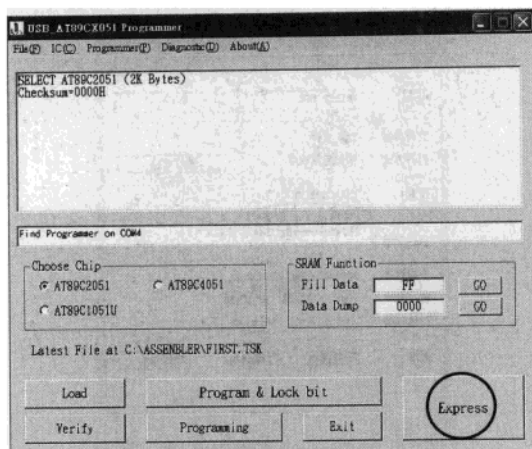 USB_AT89CX051 Programmer
File(F) IC(C) Programmer(P) Diagnostic(D) About(A)
SELECT AT89C2051 (2K Bytes)
Checksum=0000H
Find Programmer on COM4
Choose Chip
AT89C2051 AT89C4051
AT89C1051U
SRAM Function
Fill Data FF GO
Data Dump 0000 GO
Latest File at C:\ASSENBLER\FIRST.TSK
Load Program & Lock bit Express
Verify Programming Exit